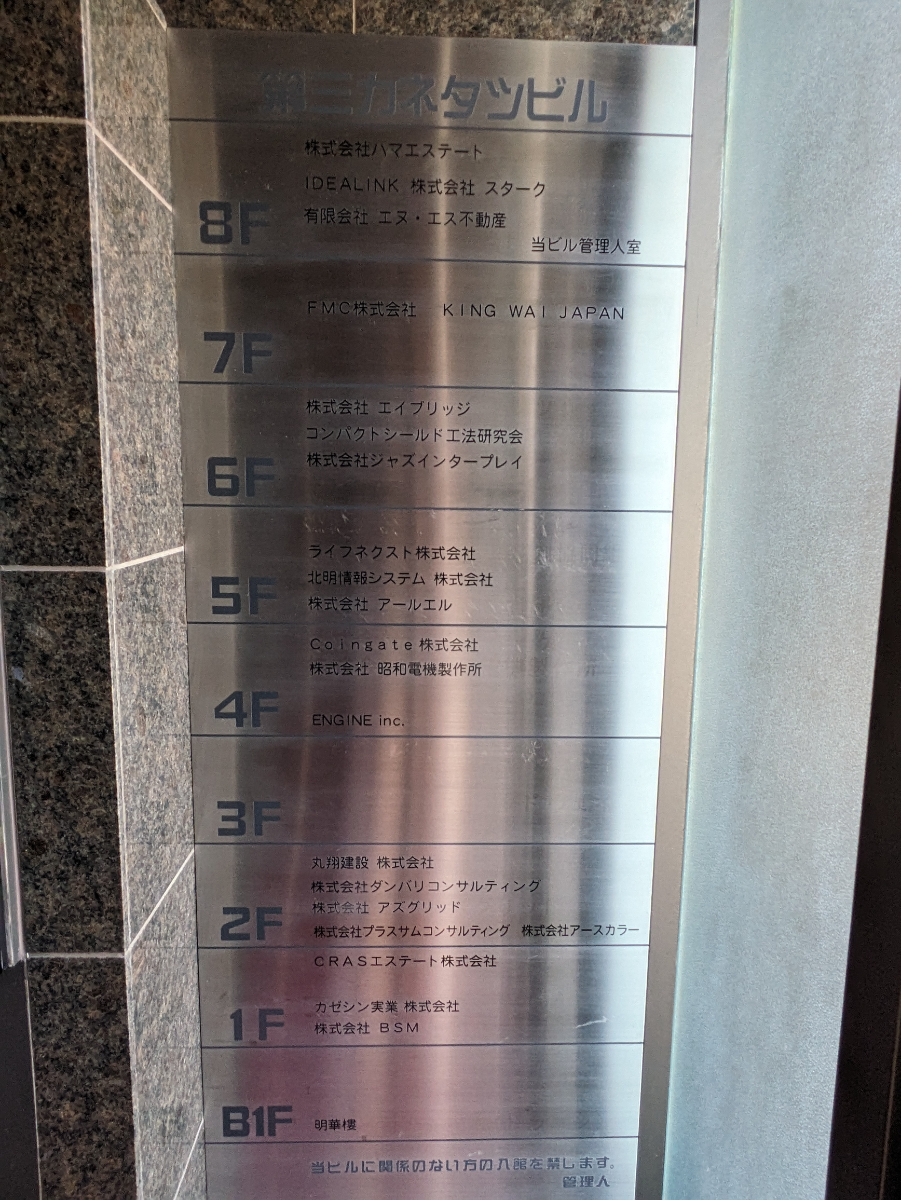 第三カネタツビル
株式会社ハマエステート
IDEALINK 株式会社 スターク
8F 有限会社 エヌ・エス不動産
当ビル管理人室
FMC株式会社 KING WAI JAPAN
7F
株式会社 エイブリッジ
コンパクトシールド工法研究会
6F 株式会社ジャズインタープレイ
ライフネクスト株式会社
北明情報システム 株式会社
5F 株式会社 アールエル
Coingate株式会社
株式会社 昭和電機製作所
4F ENGINE inc.
3F
丸翔建設 株式会社
株式会社ダンバリコンサルティング
株式会社 アズグリッド
2F 株式会社プラスサムコンサルティング 株式会社アースカラー
CRASエステート株式会社
カゼシン実業 株式会社
1F 株式会社 BSM
B1F 明華樓
当ビルに関係のない方の入館を禁します。
管理人